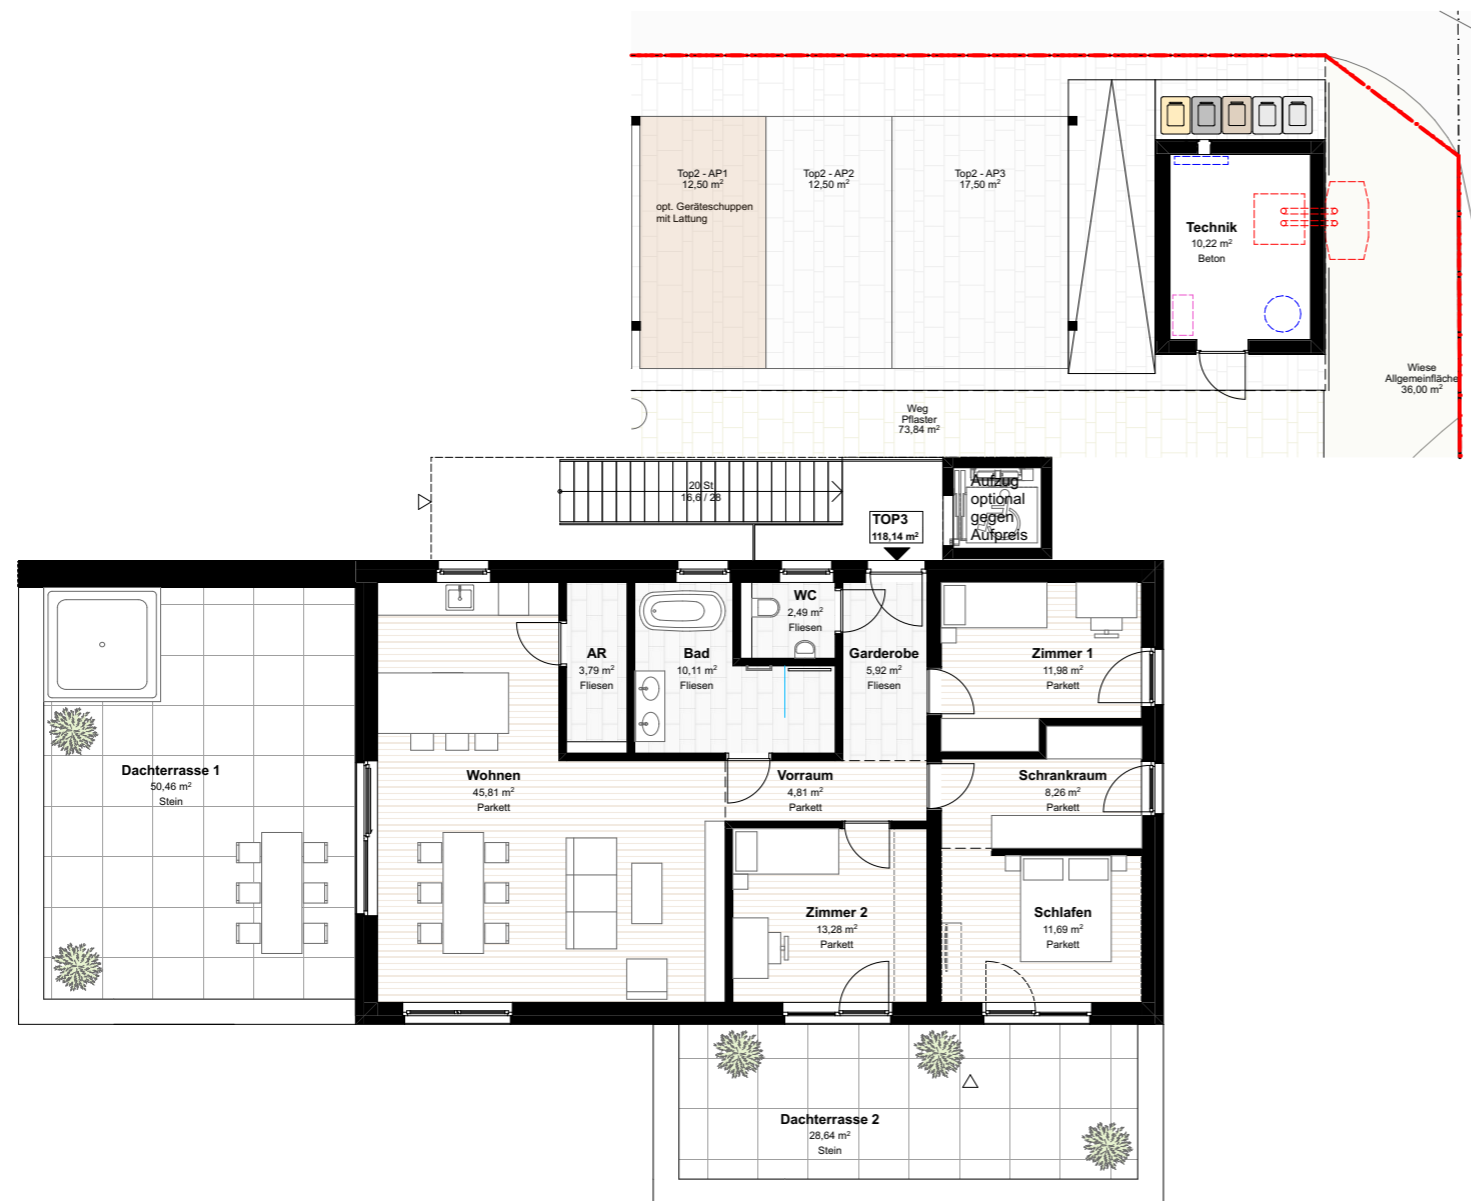 Top2 - AP1
12,50 m²
opt. Geräteschuppen
mit Lattung
Top2 - AP2
12,50 m²
Top2 - AP3
17,50 m²
Technik
10,22 m²
Beton
Wiese
Allgemeinfläche
36,00 m²
Weg
Pflaster
73,84 m²
20 St
16,6 / 28
TOP3
118,14 m²
Aufzug
optional
gegen
Aufpreis
WC
2,49 m²
Fliesen
AR
3,79 m²
Fliesen
Bad
10,11 m²
Fliesen
Garderobe
5,92 m²
Fliesen
Zimmer 1
11,98 m²
Parkett
Dachterrasse 1
50,46 m²
Stein
Wohnen
45,81 m²
Parkett
Vorraum
4,81 m²
Parkett
Schrankraum
8,26 m²
Parkett
Zimmer 2
13,28 m²
Parkett
Schlafen
11,69 m²
Parkett
Dachterrasse 2
28,64 m²
Stein